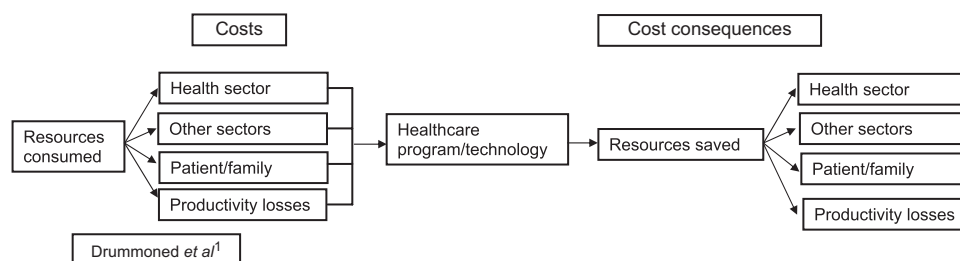 Costs
Cost consequences
Resources
consumed
Health sector
Other sectors
Patient/family
Productivity losses
Healthcare
program/technology
Resources saved
Health sector
Other sectors
Patient/family
Productivity losses
Drummoned et al1